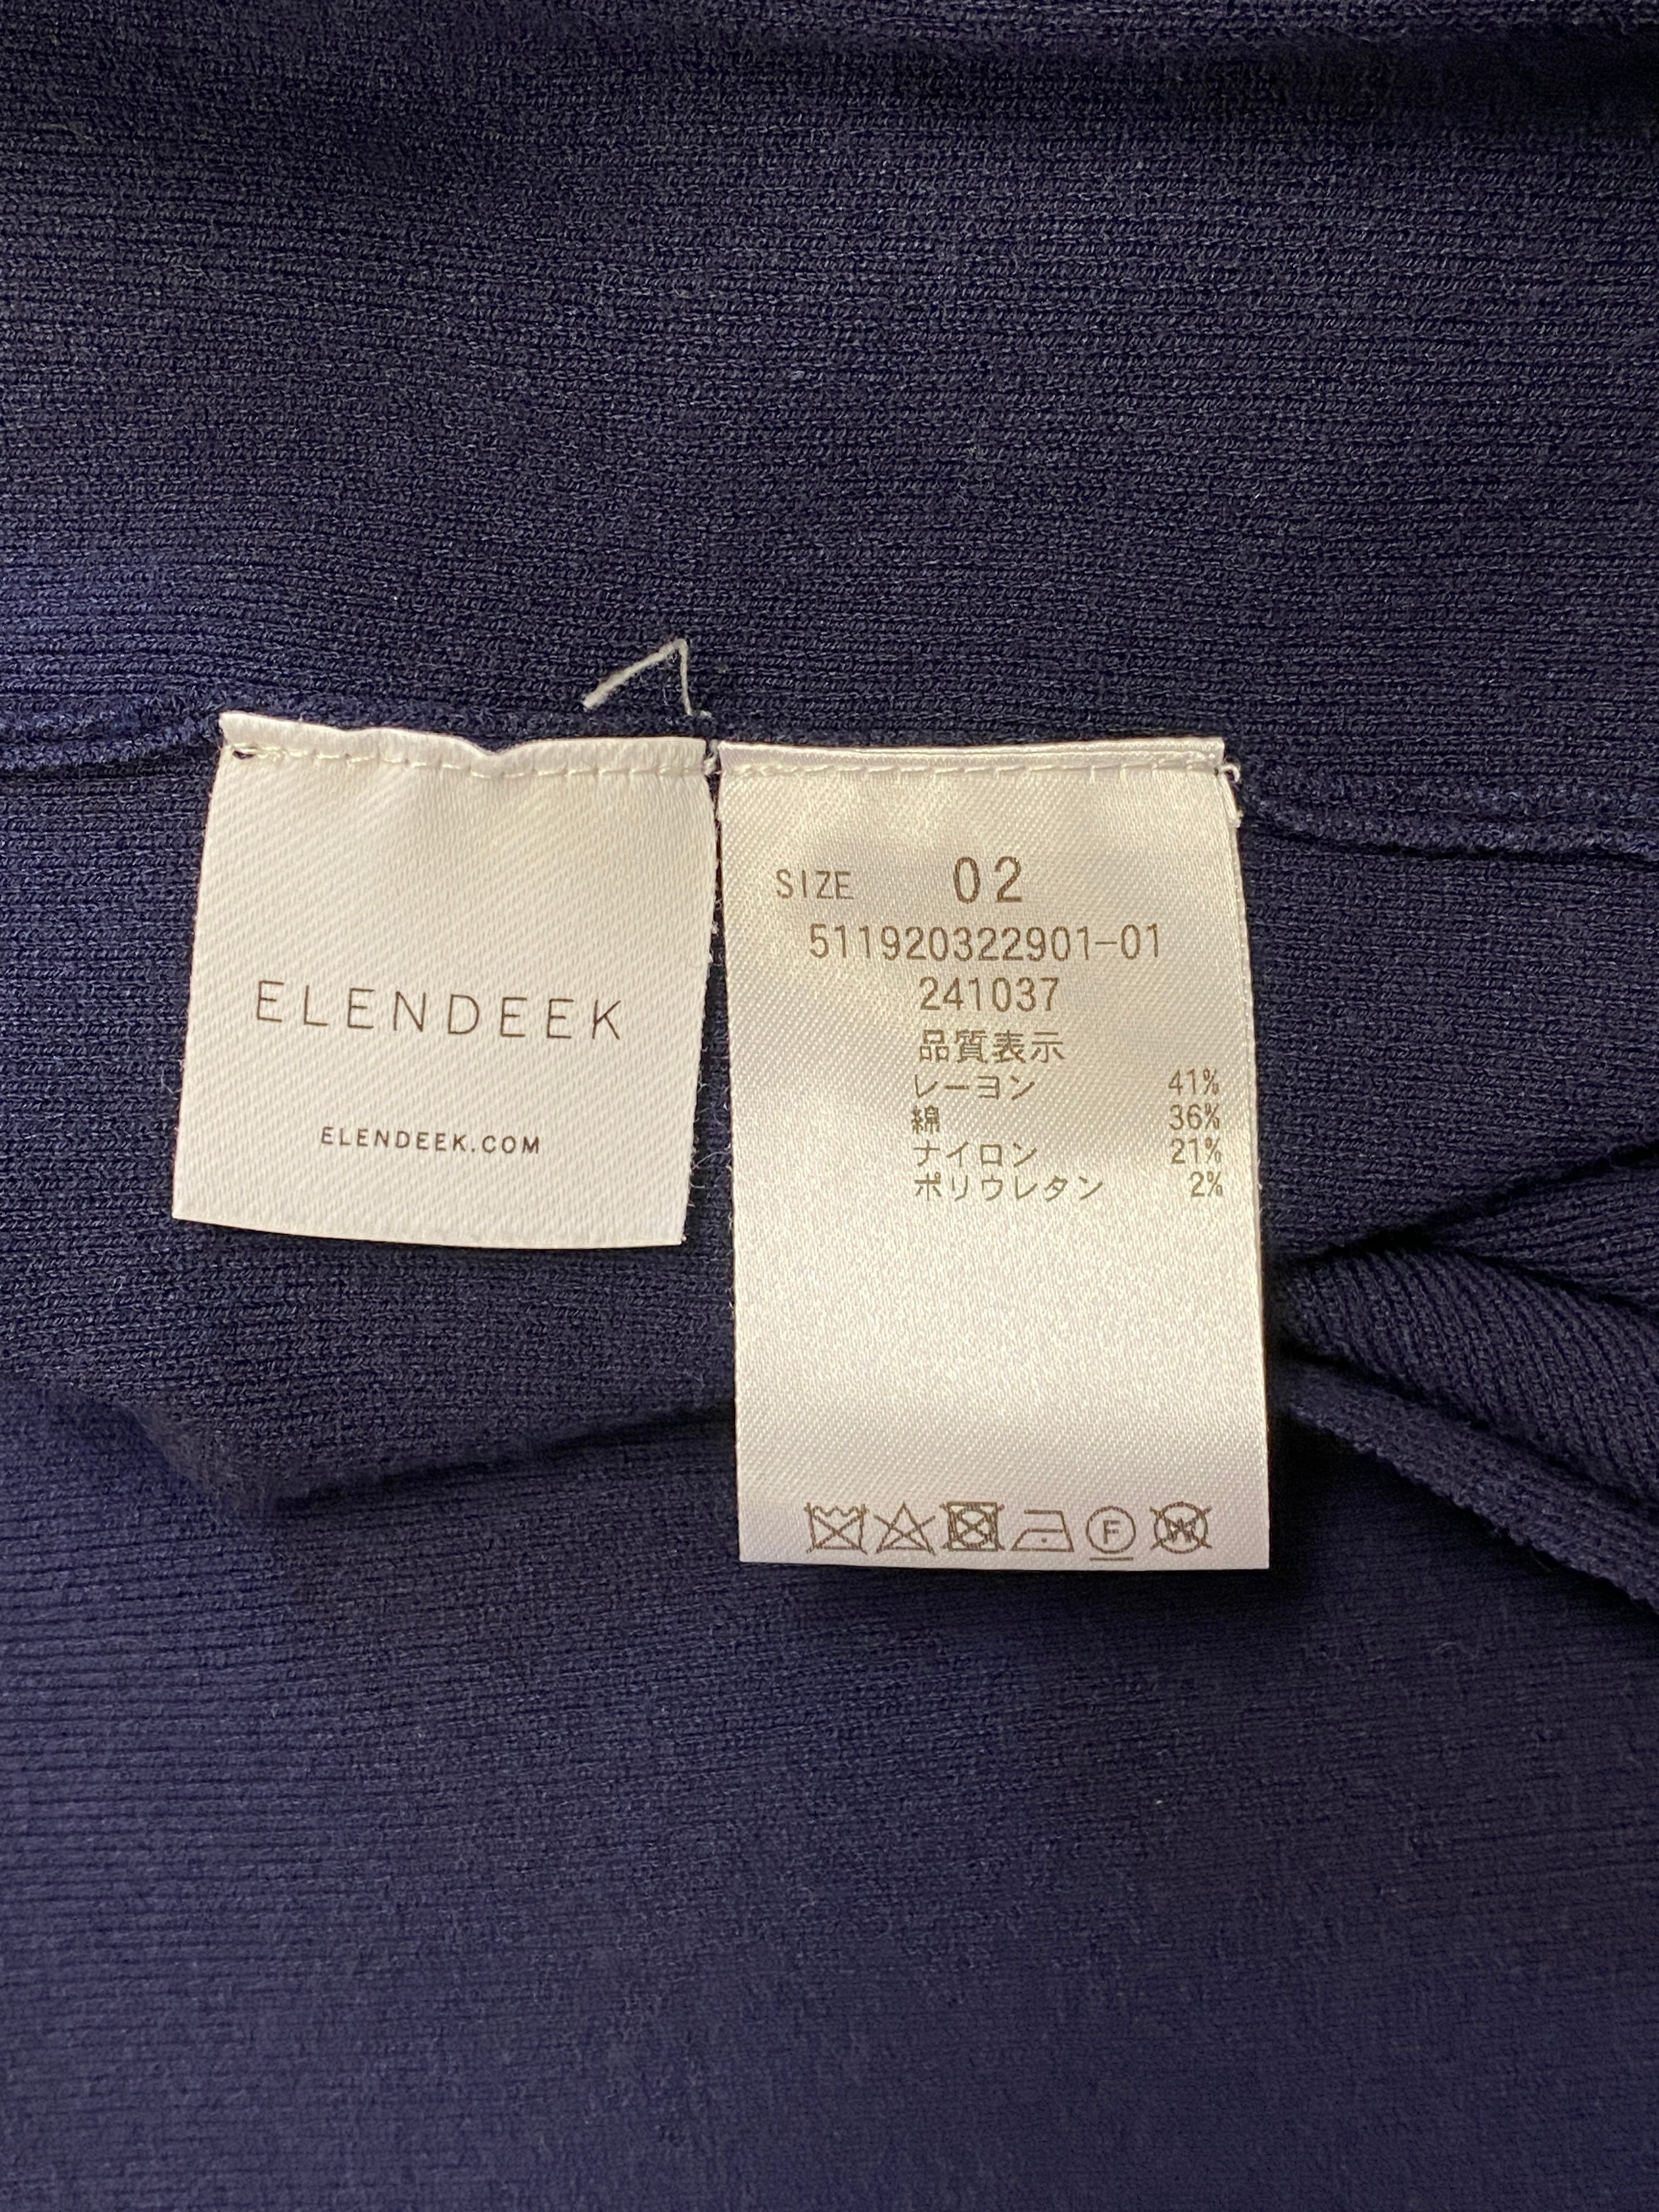 ELENDEEK
ELENDEEK.COM
SIZE 02
511920322901-01
241037
品質表示
レーヨン 41%
綿 36%
ナイロン 21%
ポリウレタン 2%
F W